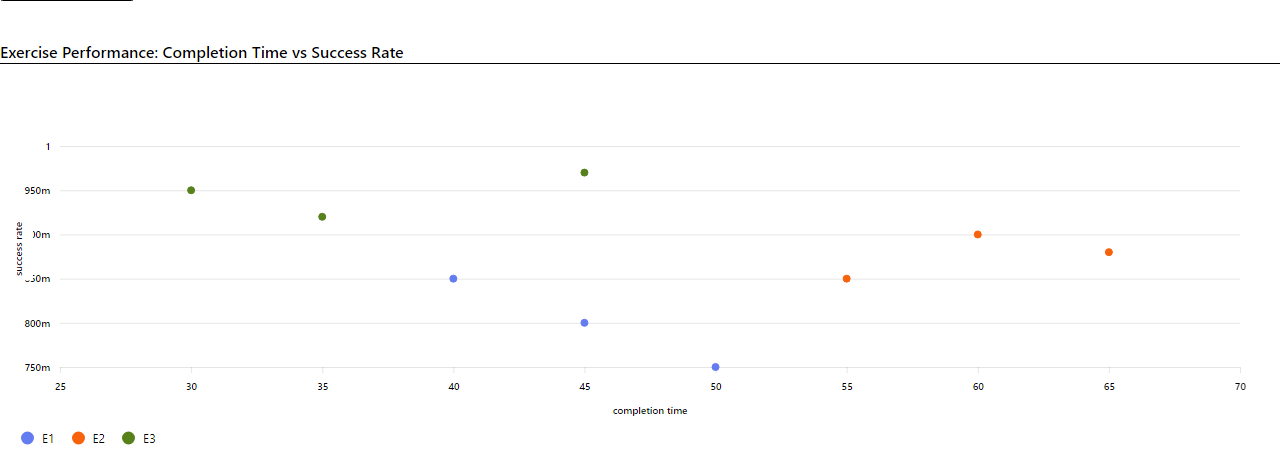 Exercise Performance: Completion Time vs Success Rate
1
950m
800m
750m
success rate
25 30 35 40 45 50 55 60 65 70
completion time
E1 E2 E3